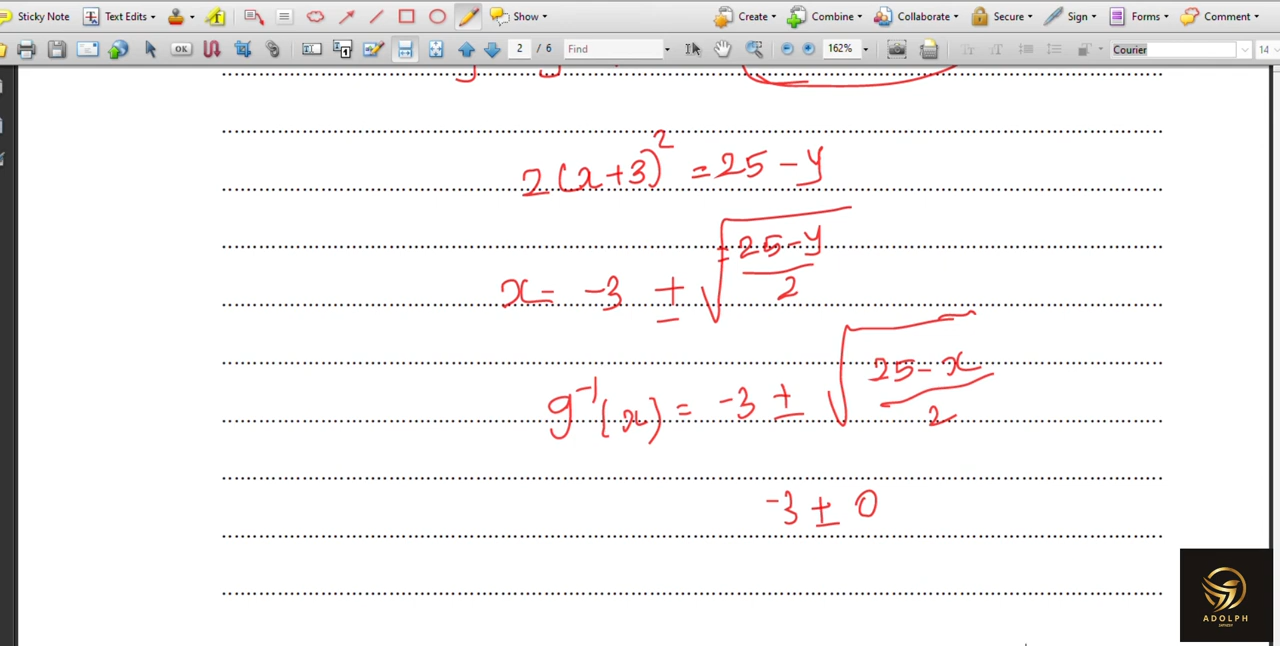 Sticky Note Text Edits Show Create Combine Collaborate Secure Sign Forms Comment
OK 2 / 6 Find 162% Courier 14
2(x+3)² = 25 - y
x = -3 ± √((25-y)/2)
g⁻¹(x) = -3 ± √((25-x)/2)
-3 ± 0
ADOLPH